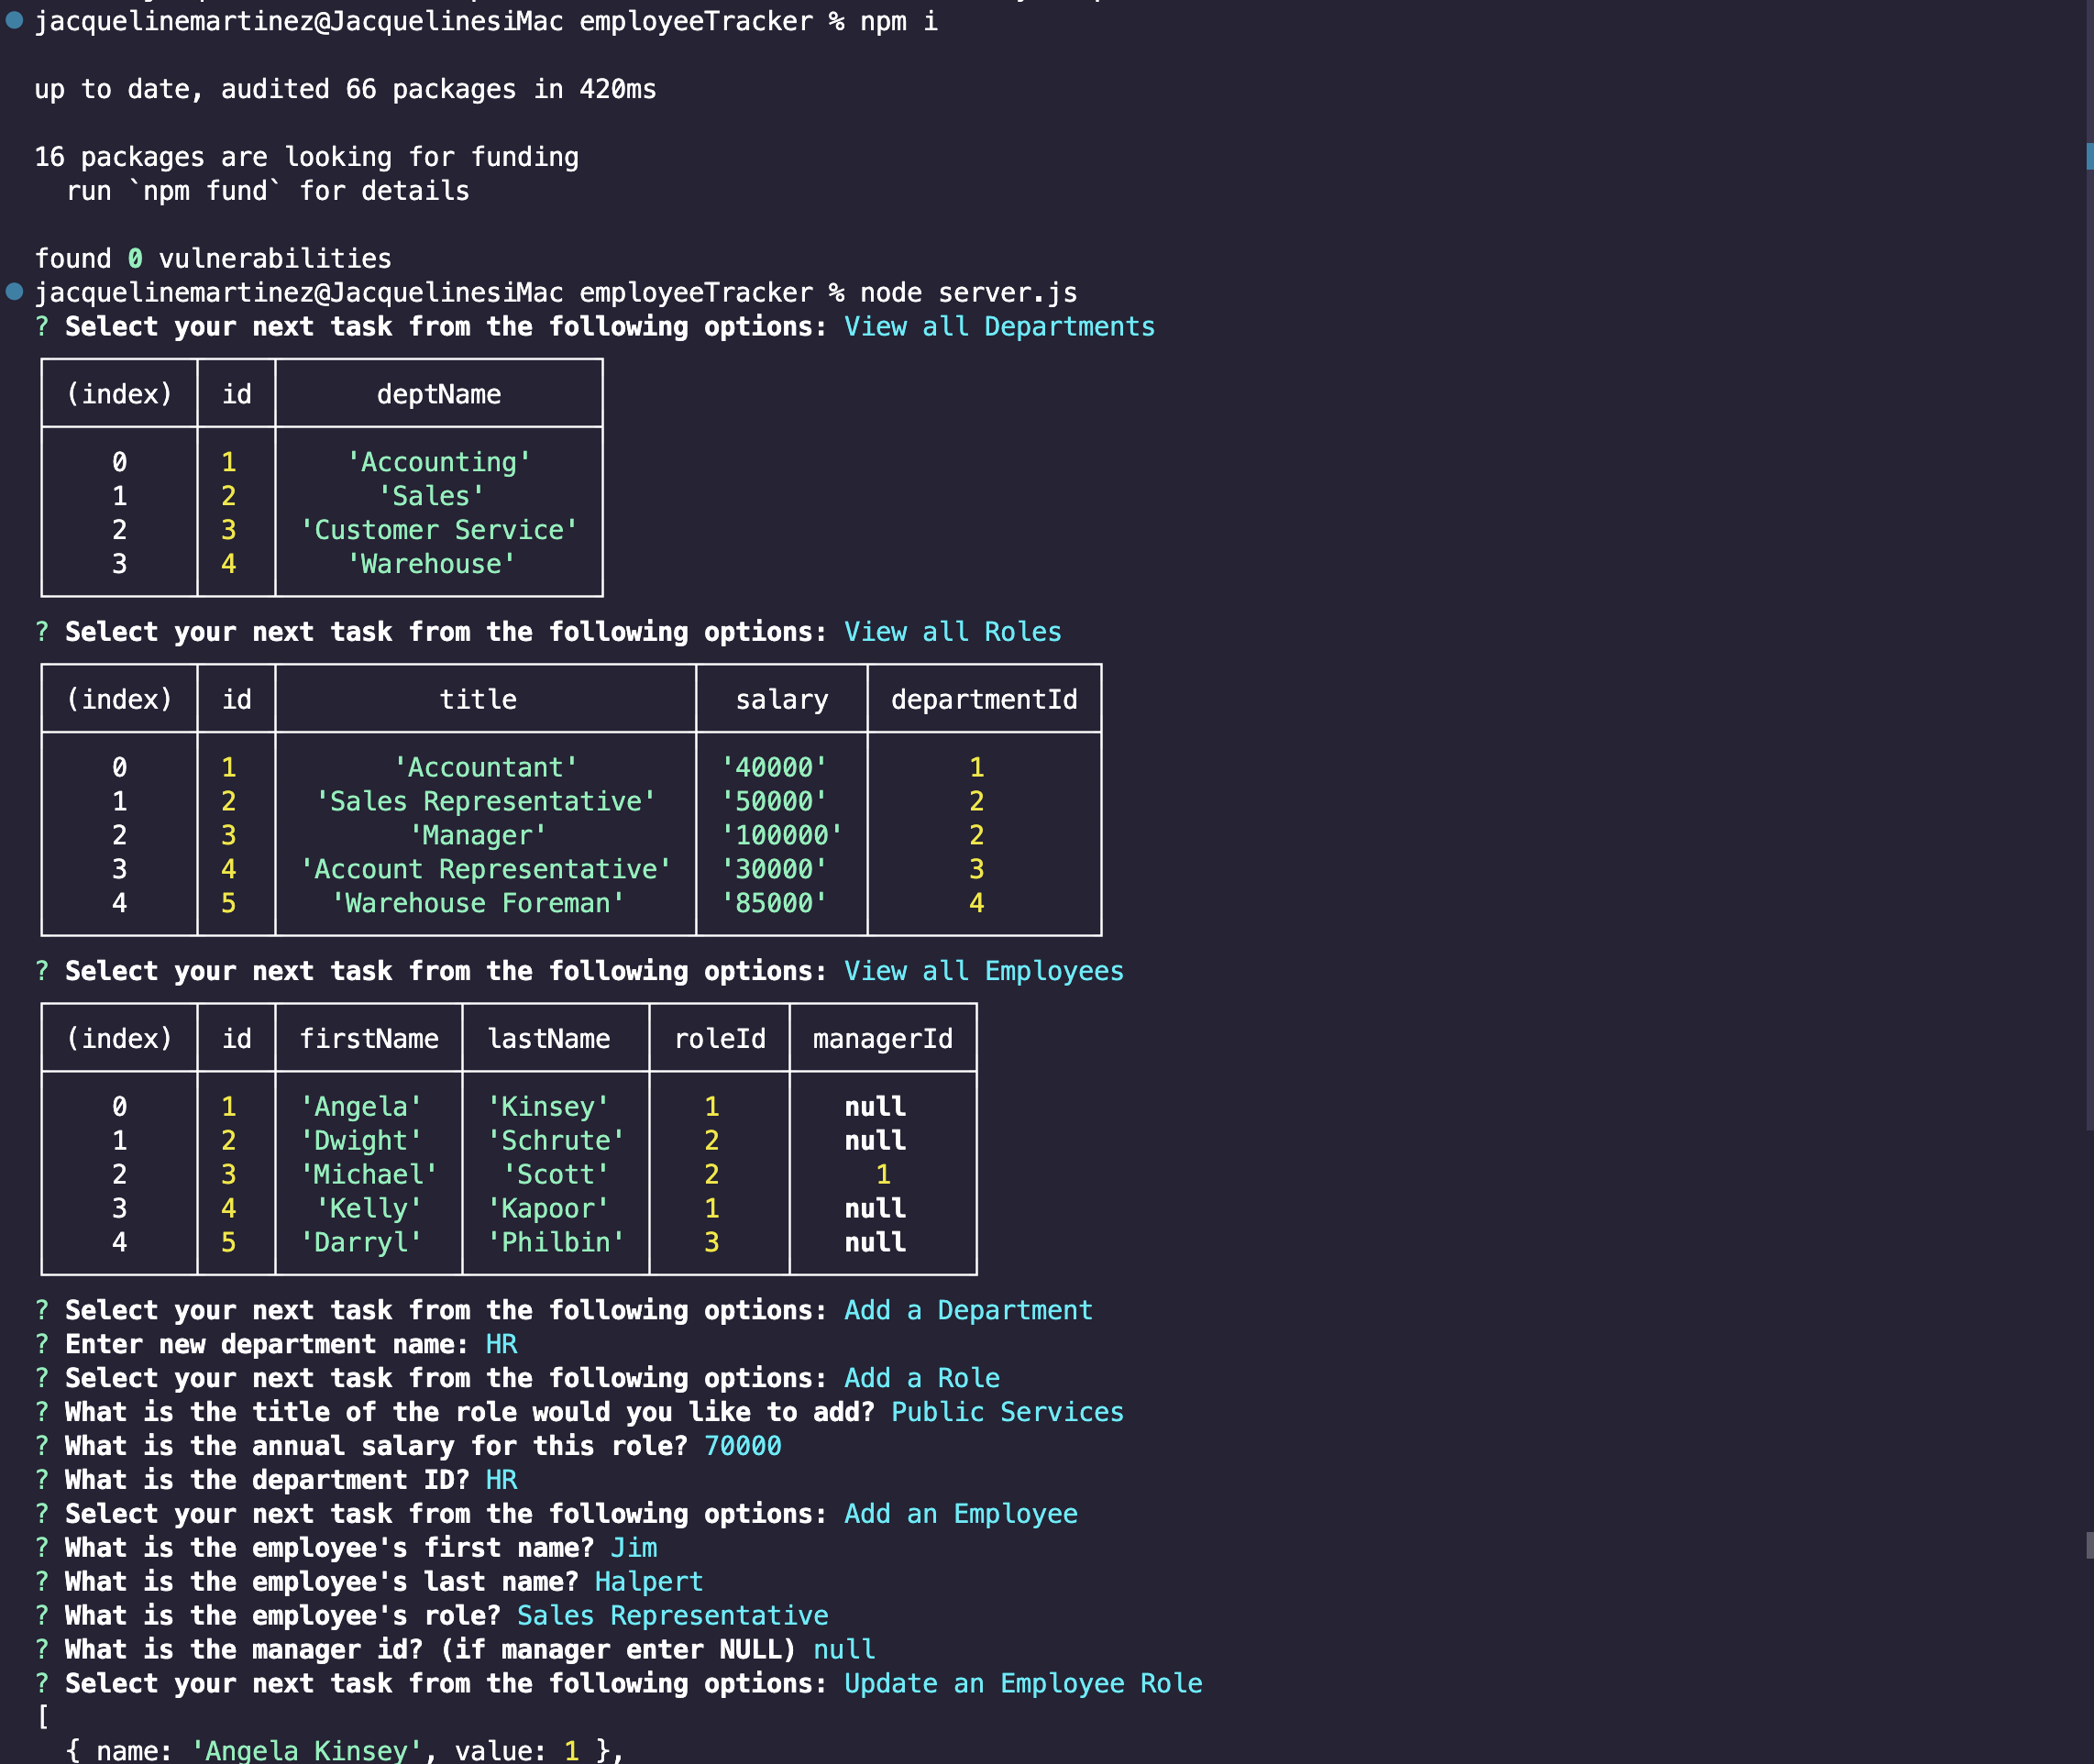 jacquelinemartinez@JacquelinesiMac employeeTracker % npm i
up to date, audited 66 packages in 420ms
16 packages are looking for funding
run `npm fund` for details
found 0 vulnerabilities
jacquelinemartinez@JacquelinesiMac employeeTracker % node server.js
? Select your next task from the following options: View all Departments
(index) id deptName
0 1 'Accounting'
1 2 'Sales'
2 3 'Customer Service'
3 4 'Warehouse'
? Select your next task from the following options: View all Roles
(index) id title salary departmentId
0 1 'Accountant' '40000' 1
1 2 'Sales Representative' '50000' 2
2 3 'Manager' '100000' 2
3 4 'Account Representative' '30000' 3
4 5 'Warehouse Foreman' '85000' 4
? Select your next task from the following options: View all Employees
(index) id firstName lastName roleId managerId
0 1 'Angela' 'Kinsey' 1 null
1 2 'Dwight' 'Schrute' 2 null
2 3 'Michael' 'Scott' 2 1
3 4 'Kelly' 'Kapoor' 1 null
4 5 'Darryl' 'Philbin' 3 null
? Select your next task from the following options: Add a Department
? Enter new department name: HR
? Select your next task from the following options: Add a Role
? What is the title of the role would you like to add? Public Services
? What is the annual salary for this role? 70000
? What is the department ID? HR
? Select your next task from the following options: Add an Employee
? What is the employee's first name? Jim
? What is the employee's last name? Halpert
? What is the employee's role? Sales Representative
? What is the manager id? (if manager enter NULL) null
? Select your next task from the following options: Update an Employee Role
[
{ name: 'Angela Kinsey', value: 1 },